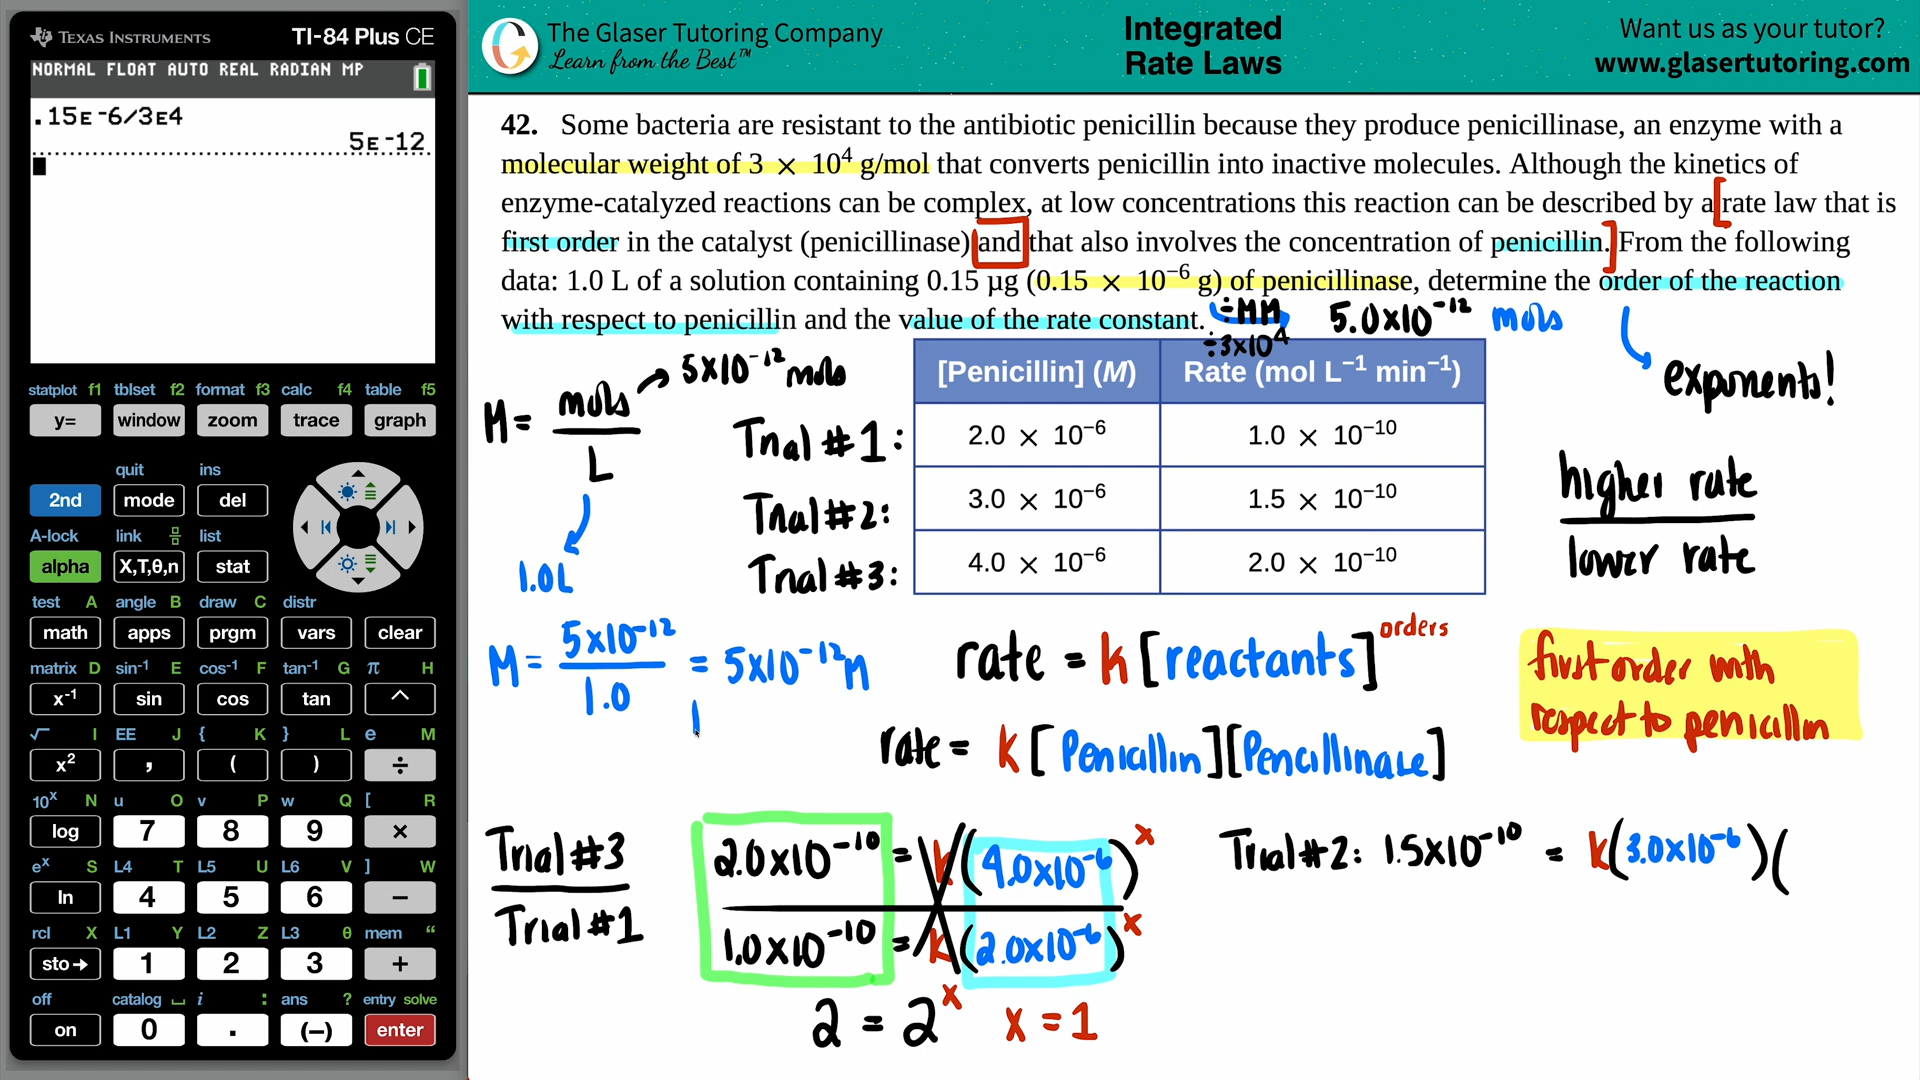 TEXAS INSTRUMENTS TI-84 Plus CE
NORMAL FLOAT AUTO REAL RADIAN MP
.15E-6/3E4
5E-12
statplot f1 tblset f2 format f3 calc f4 table f5
y= window zoom trace graph
quit ins
2nd mode del
A-lock link list
alpha X,T,θ,n stat
test A angle B draw C distr
math apps prgm vars clear
matrix D sin⁻¹ E cos⁻¹ F tan⁻¹ G π H
x⁻¹ sin cos tan ^
√ I EE J { K } L e M
x² , ( ) ÷
10ˣ N u O v P w Q [ R
log 7 8 9 ×
eˣ S L4 T L5 U L6 V ] W
ln 4 5 6 −
rcl X L1 Y L2 Z L3 θ mem “
sto→ 1 2 3 +
off catalog ⎵ i : ans ? entry solve
on 0 . (−) enter
The Glaser Tutoring Company
Learn from the Best™
Integrated
Rate Laws
Want us as your tutor?
www.glasertutoring.com
42. Some bacteria are resistant to the antibiotic penicillin because they produce penicillinase, an enzyme with a
molecular weight of 3 × 10⁴ g/mol that converts penicillin into inactive molecules. Although the kinetics of
enzyme-catalyzed reactions can be complex, at low concentrations this reaction can be described by a [rate law that is
first order in the catalyst (penicillinase) and that also involves the concentration of penicillin.] From the following
data: 1.0 L of a solution containing 0.15 µg (0.15 × 10⁻⁶ g) of penicillinase, determine the order of the reaction
with respect to penicillin and the value of the rate constant.
÷MM 5.0x10⁻¹² mols
÷3x10⁴
exponents!
M = mols / L → 5x10⁻¹² mols
1.0L
[Penicillin] (M) Rate (mol L⁻¹ min⁻¹)
Trial #1: 2.0 × 10⁻⁶ 1.0 × 10⁻¹⁰
Trial #2: 3.0 × 10⁻⁶ 1.5 × 10⁻¹⁰
Trial #3: 4.0 × 10⁻⁶ 2.0 × 10⁻¹⁰
higher rate
lower rate
M = 5x10⁻¹² / 1.0 = 5x10⁻¹² M
rate = k [reactants] orders
rate = k [Penicillin][Pencillinase]
first order with
respect to penicillin
Trial #3 2.0x10⁻¹⁰ = k (4.0x10⁻⁶)ˣ
Trial #1 1.0x10⁻¹⁰ = k (2.0x10⁻⁶)ˣ
2 = 2ˣ x = 1
Trial #2: 1.5x10⁻¹⁰ = k(3.0x10⁻⁶)(